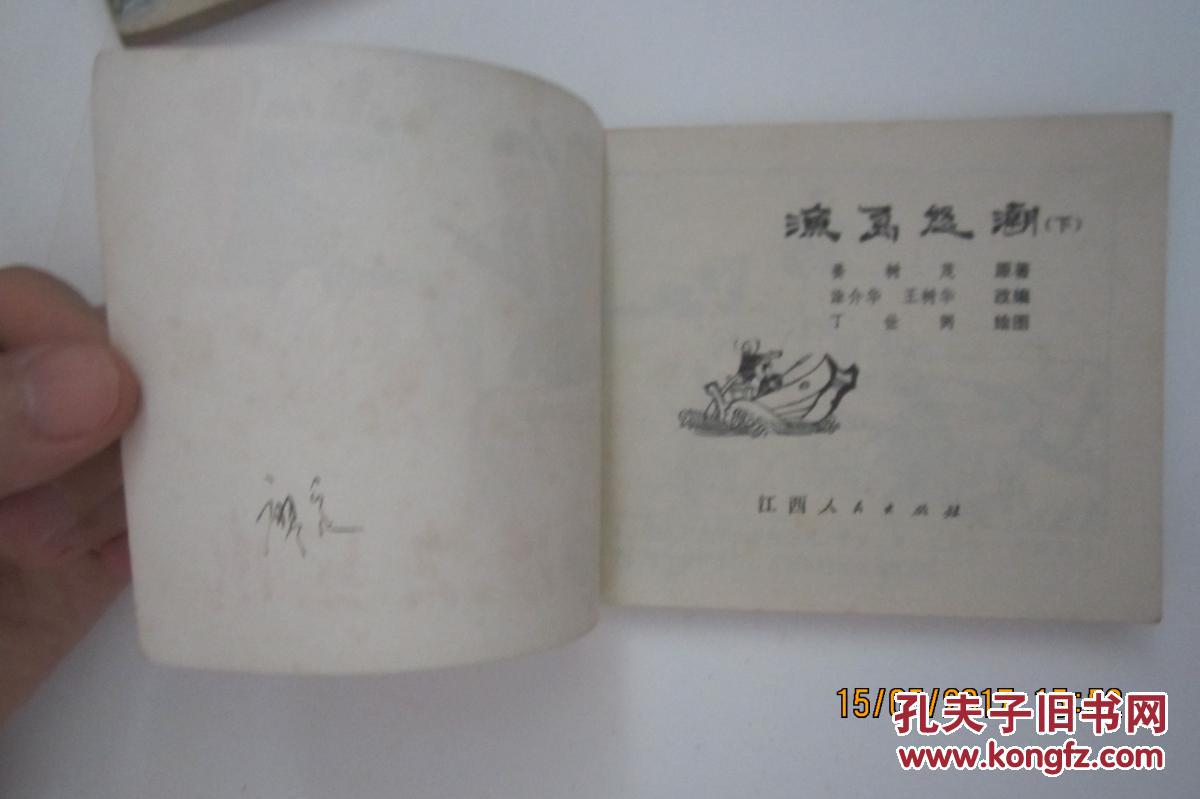 渔岛怒潮(下)
姜树茂 原著
涂介华 王树华 改编
丁世弼 绘图
江西人民出版社
孔夫子旧书网
www.kongfz.com